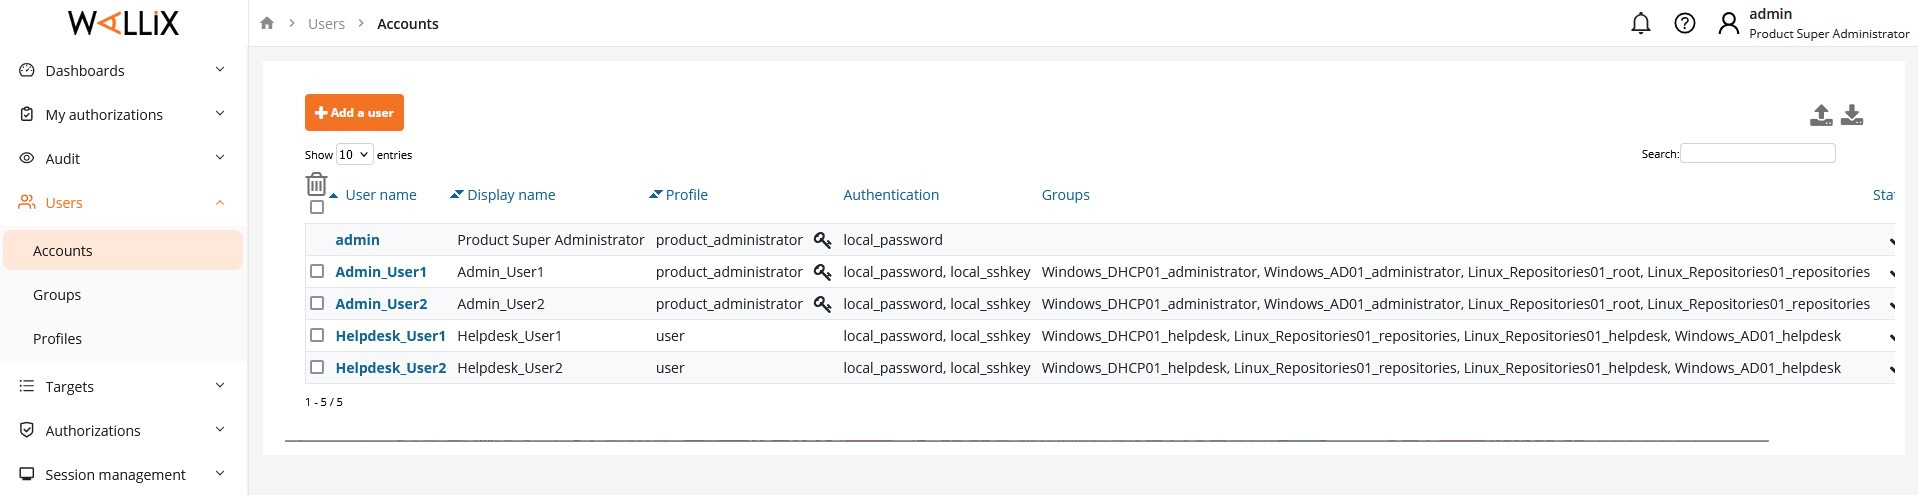 WALLIX
Users
Accounts
admin
Product Super Administrator
Dashboards
My authorizations
Audit
Users
Accounts
Groups
Profiles
Targets
Authorizations
Session management
Add a user
Show 10 entries
Search:
User name Display name Profile Authentication Groups Stat
admin Product Super Administrator product_administrator local_password
Admin_User1 Admin_User1 product_administrator local_password, local_sshkey Windows_DHCP01_administrator, Windows_AD01_administrator, Linux_Repositories01_root, Linux_Repositories01_repositories
Admin_User2 Admin_User2 product_administrator local_password, local_sshkey Windows_DHCP01_administrator, Windows_AD01_administrator, Linux_Repositories01_root, Linux_Repositories01_repositories
Helpdesk_User1 Helpdesk_User1 user local_password, local_sshkey Windows_DHCP01_helpdesk, Linux_Repositories01_repositories, Linux_Repositories01_helpdesk, Windows_AD01_helpdesk
Helpdesk_User2 Helpdesk_User2 user local_password, local_sshkey Windows_DHCP01_helpdesk, Linux_Repositories01_repositories, Linux_Repositories01_helpdesk, Windows_AD01_helpdesk
1 - 5 / 5